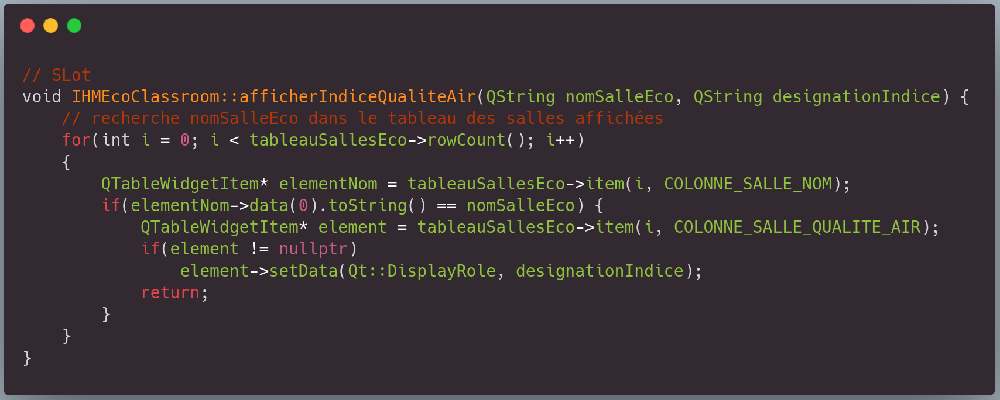 // SLot
void IHMEcoClassroom::afficherIndiceQualiteAir(QString nomSalleEco, QString designationIndice) {
    // recherche nomSalleEco dans le tableau des salles affichées
    for(int i = 0; i < tableauSallesEco->rowCount(); i++)
    {
        QTableWidgetItem* elementNom = tableauSallesEco->item(i, COLONNE_SALLE_NOM);
        if(elementNom->data(0).toString() == nomSalleEco) {
            QTableWidgetItem* element = tableauSallesEco->item(i, COLONNE_SALLE_QUALITE_AIR);
            if(element != nullptr)
                element->setData(Qt::DisplayRole, designationIndice);
            return;
        }
    }
}